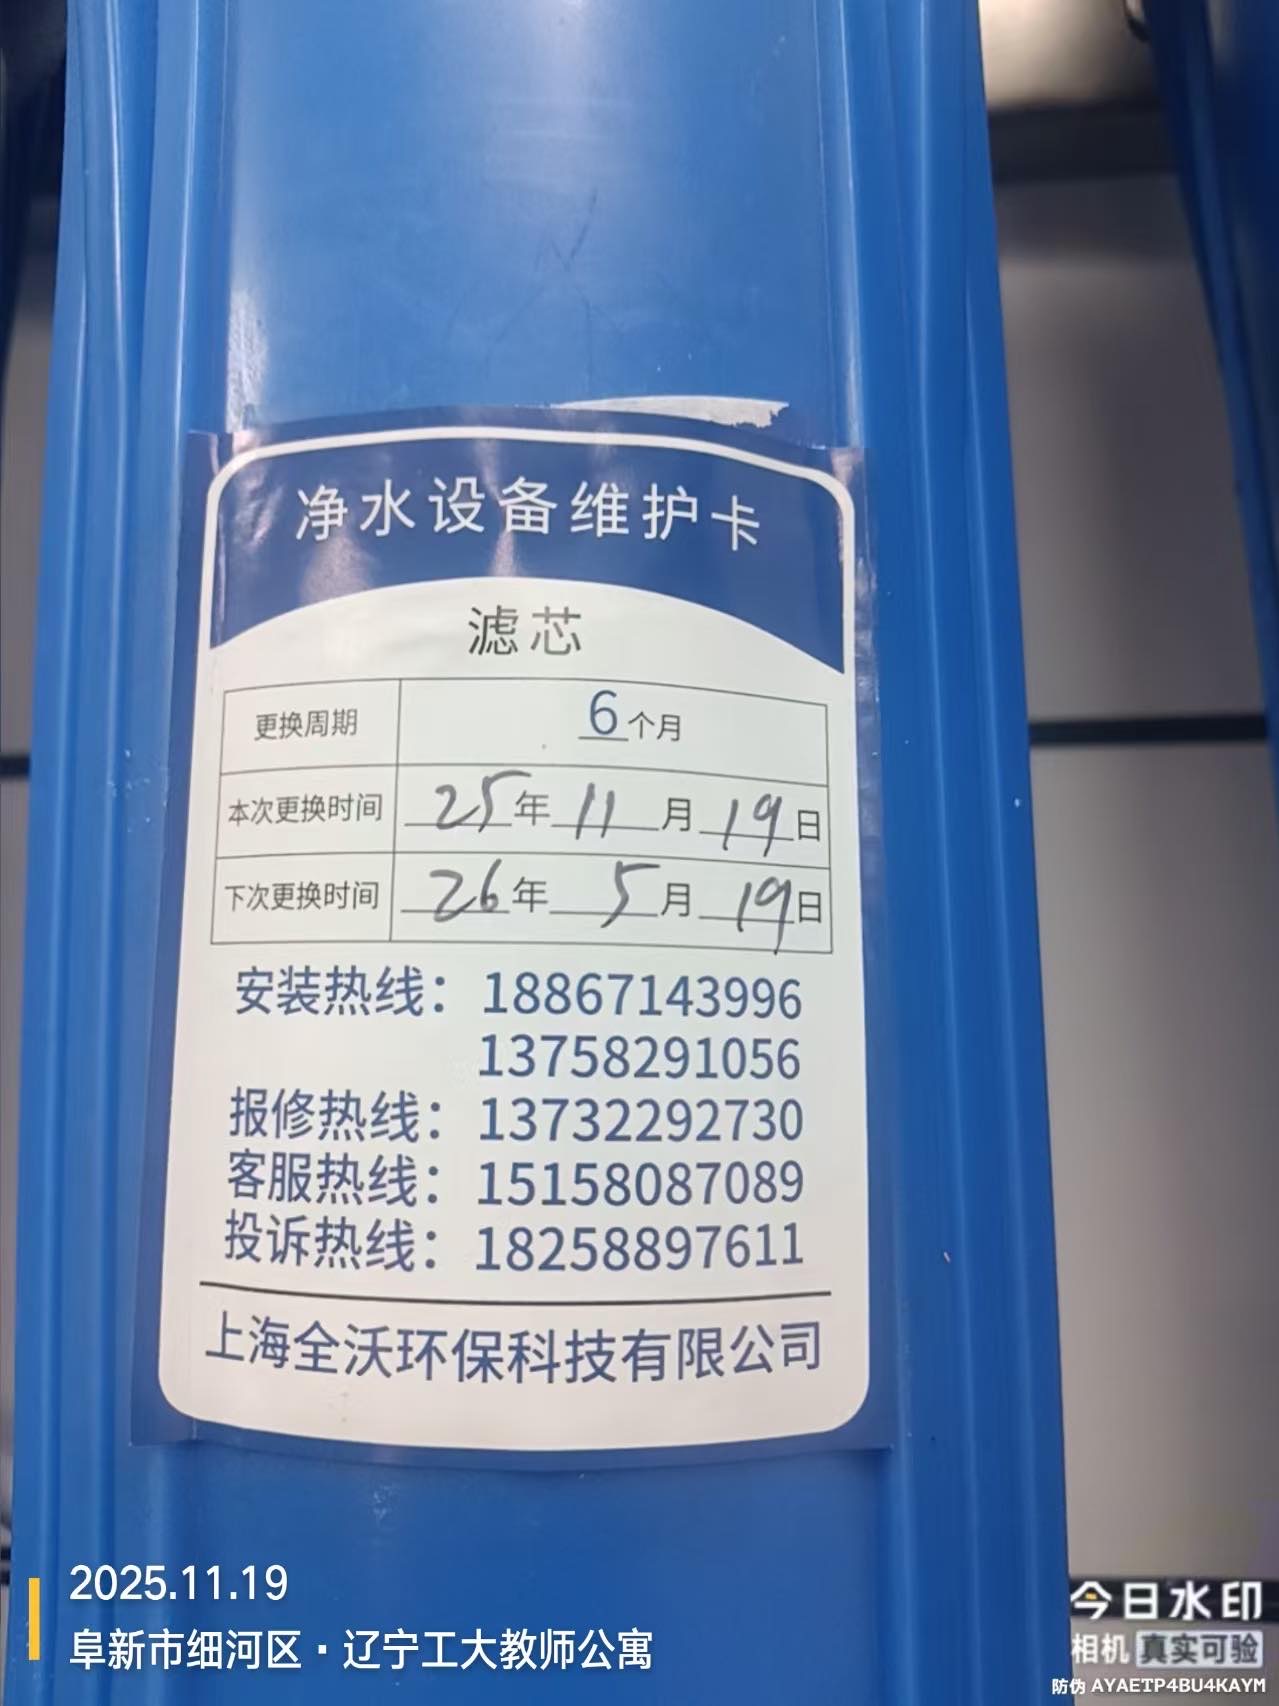 净水设备维护卡
滤芯
更换周期 6个月
本次更换时间 25年11月19日
下次更换时间 26年5月19日
安装热线：18867143996
13758291056
报修热线：13732292730
客服热线：15158087089
投诉热线：18258897611
上海全沃环保科技有限公司
2025.11.19
阜新市细河区·辽宁工大教师公寓
今日水印
相机 真实可验
防伪 AYAETP4BU4KAYM